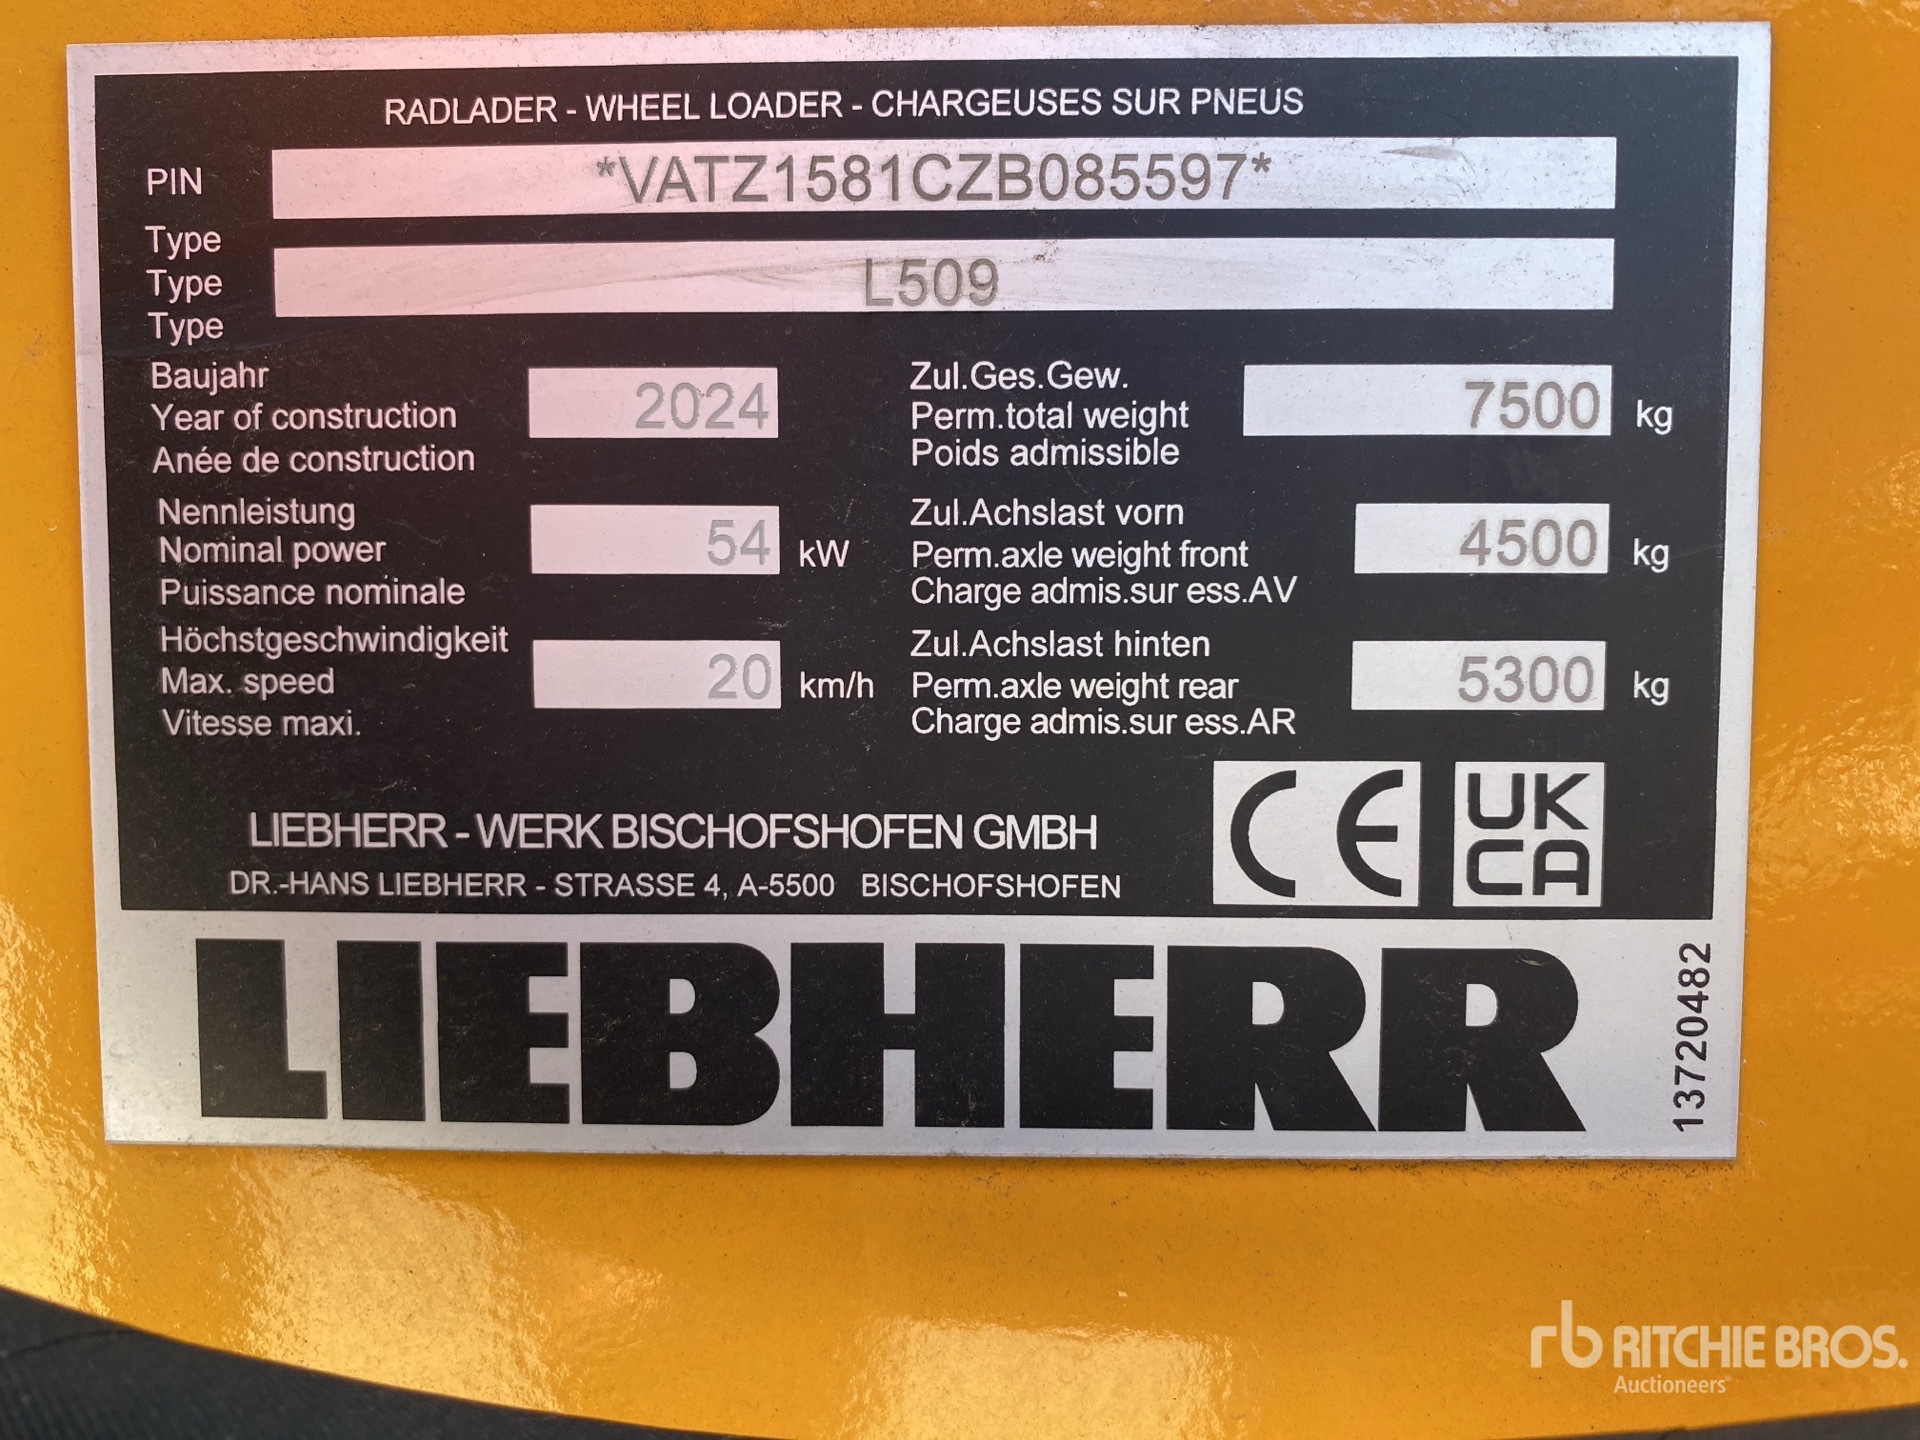 RADLADER - WHEEL LOADER - CHARGEUSES SUR PNEUS
PIN *VATZ1581CZB085597*
Type
Type L509
Type
Baujahr
Year of construction 2024
Anée de construction
Zul.Ges.Gew.
Perm.total weight 7500 kg
Poids admissible
Nennleistung
Nominal power 54 kW
Puissance nominale
Zul.Achslast vorn
Perm.axle weight front 4500 kg
Charge admis.sur ess.AV
Höchstgeschwindigkeit
Max. speed 20 km/h
Vitesse maxi.
Zul.Achslast hinten
Perm.axle weight rear 5300 kg
Charge admis.sur ess.AR
LIEBHERR - WERK BISCHOFSHOFEN GMBH
DR.-HANS LIEBHERR - STRASSE 4, A-5500 BISCHOFSHOFEN
CE
UK
CA
LIEBHERR
13720482
rb RITCHIE BROS.
Auctioneers